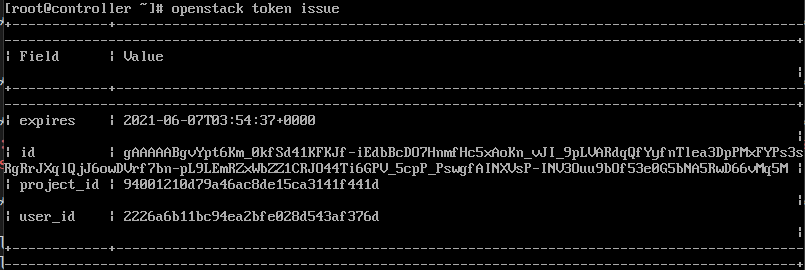 [root@controller ~]# openstack token issue
| Field | Value
| expires | 2021-06-07T03:54:37+0000
| id | gAAAAABgvYpt6Km_0kfSd41KFKJf-iEdbBcDO7HnmfHc5xAoKn_vJI_9pLVARdqQfYyfnTlea3DpPMxFYPs3s
RgRrJXqlQjJ6owDVrf7bn-pL9LEmRZxWbZZ1CRJO44Ti6GPV_5cpP_PswgfAINXVsP-INV3Ouu9bOf53e0G5bNA5RwD66vMq5M |
| project_id | 94001210d79a46ac8de15ca3141f441d
| user_id | 2226a6b11bc94ea2bfe028d543af376d